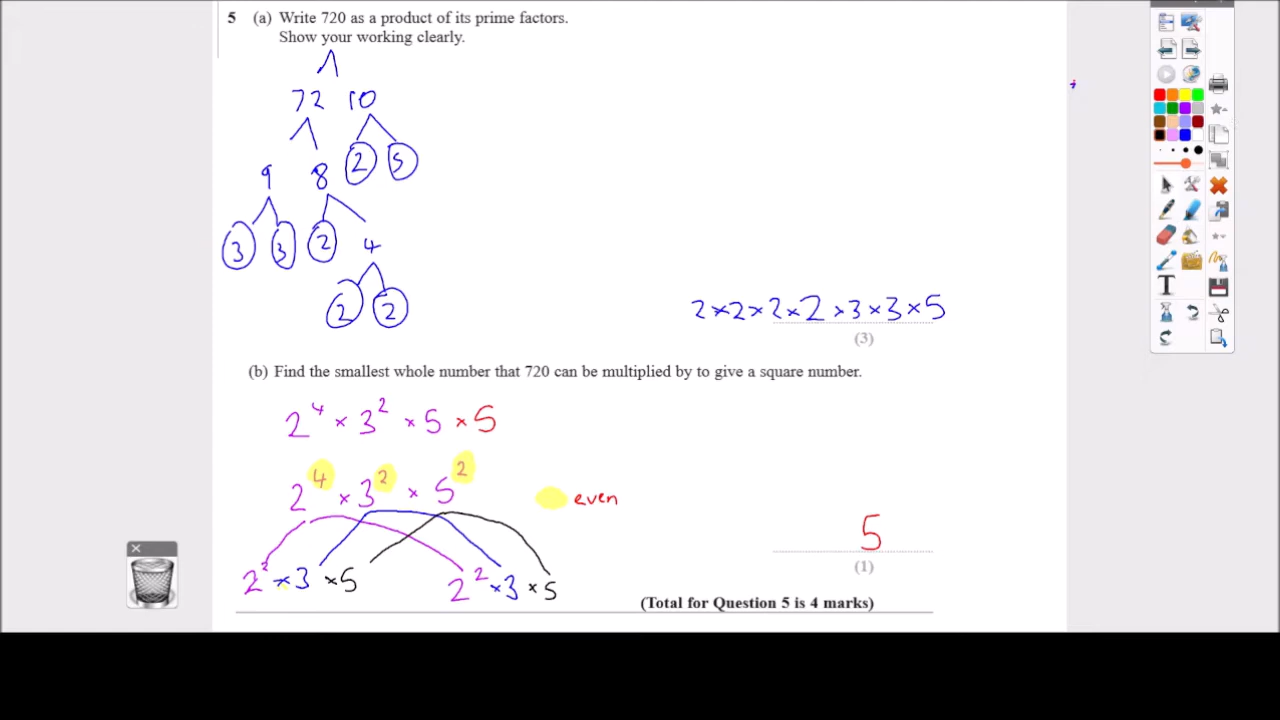 5 (a) Write 720 as a product of its prime factors.
Show your working clearly.
72 10
9 8 2 5
3 3 2 4
2 2
2×2×2×2×3×3×5
(3)
(b) Find the smallest whole number that 720 can be multiplied by to give a square number.
2⁴ × 3² × 5 × 5
2⁴ × 3² × 5² even
5
(1)
2² × 3 × 5 2² × 3 × 5
(Total for Question 5 is 4 marks)
T